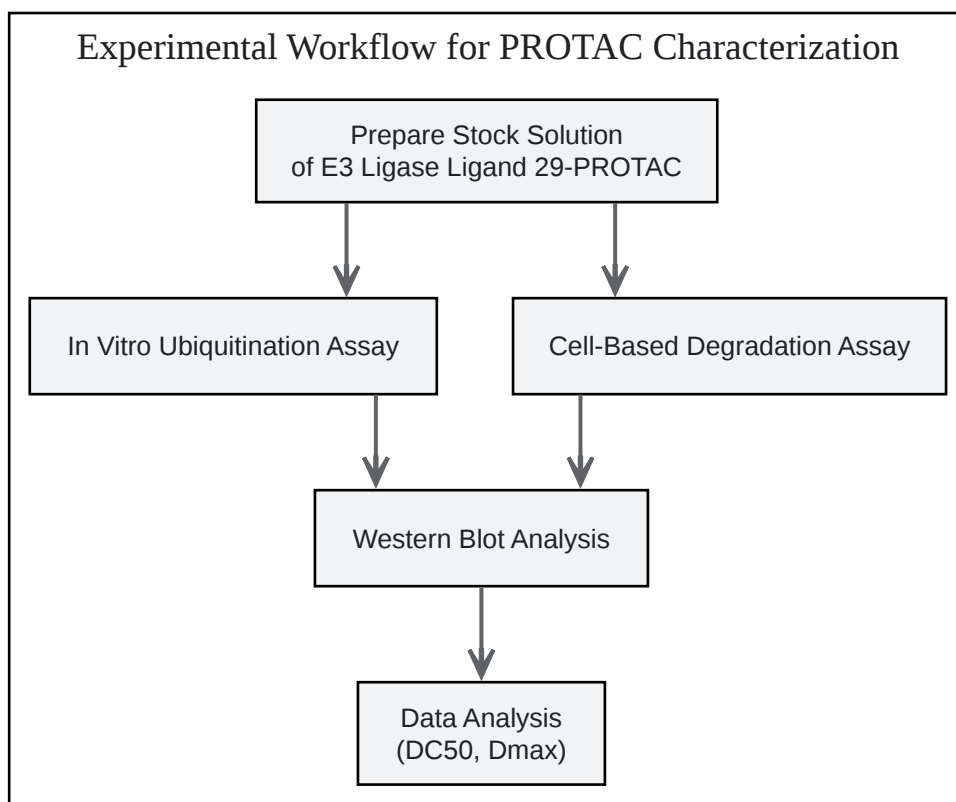 Experimental Workflow for PROTAC Characterization
Prepare Stock Solution
of E3 Ligase Ligand 29-PROTAC
In Vitro Ubiquitination Assay
Cell-Based Degradation Assay
Western Blot Analysis
Data Analysis
(DC50, Dmax)